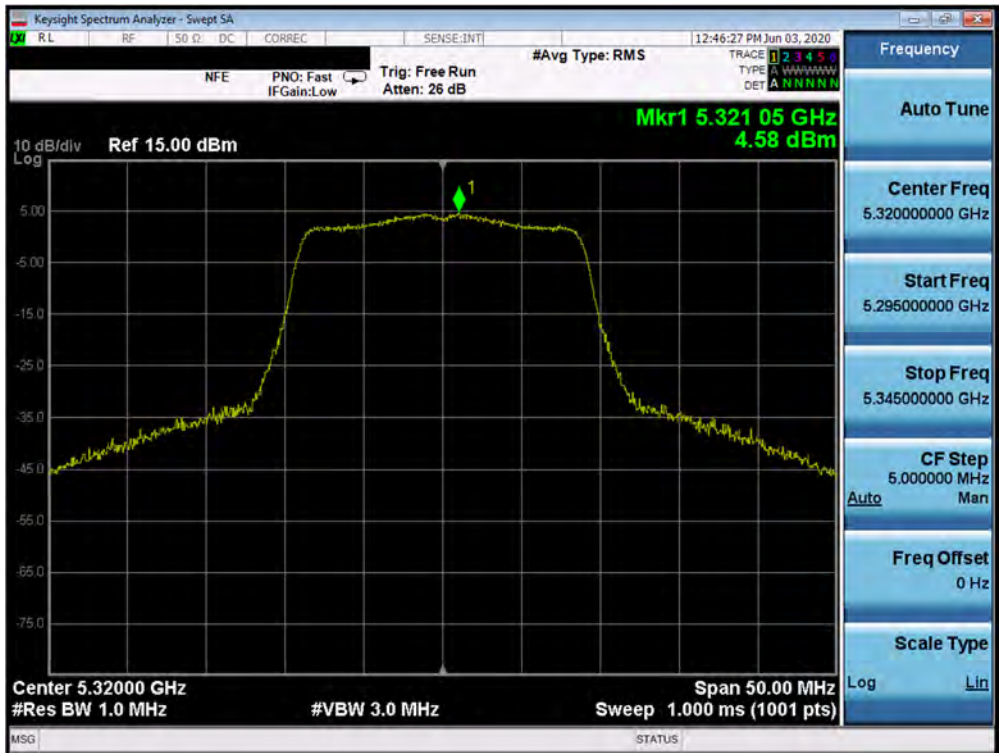 Keysight Spectrum Analyzer - Swept SA
LXI RL RF 50 Ω DC CORREC SENSE:INT 12:46:27 PM Jun 03, 2020
#Avg Type: RMS TRACE 1 2 3 4 5 6
NFE PNO: Fast Trig: Free Run TYPE A WWWWW
IFGain:Low Atten: 26 dB DET A N N N N N
Mkr1 5.321 05 GHz
4.58 dBm
10 dB/div Ref 15.00 dBm
Log
1
5.00
-5.00
-15.0
-25.0
-35.0
-45.0
-55.0
-65.0
-75.0
Center 5.32000 GHz Span 50.00 MHz
#Res BW 1.0 MHz #VBW 3.0 MHz Sweep 1.000 ms (1001 pts)
MSG STATUS
Frequency
Auto Tune
Center Freq
5.320000000 GHz
Start Freq
5.295000000 GHz
Stop Freq
5.345000000 GHz
CF Step
5.000000 MHz
Auto Man
Freq Offset
0 Hz
Scale Type
Log Lin